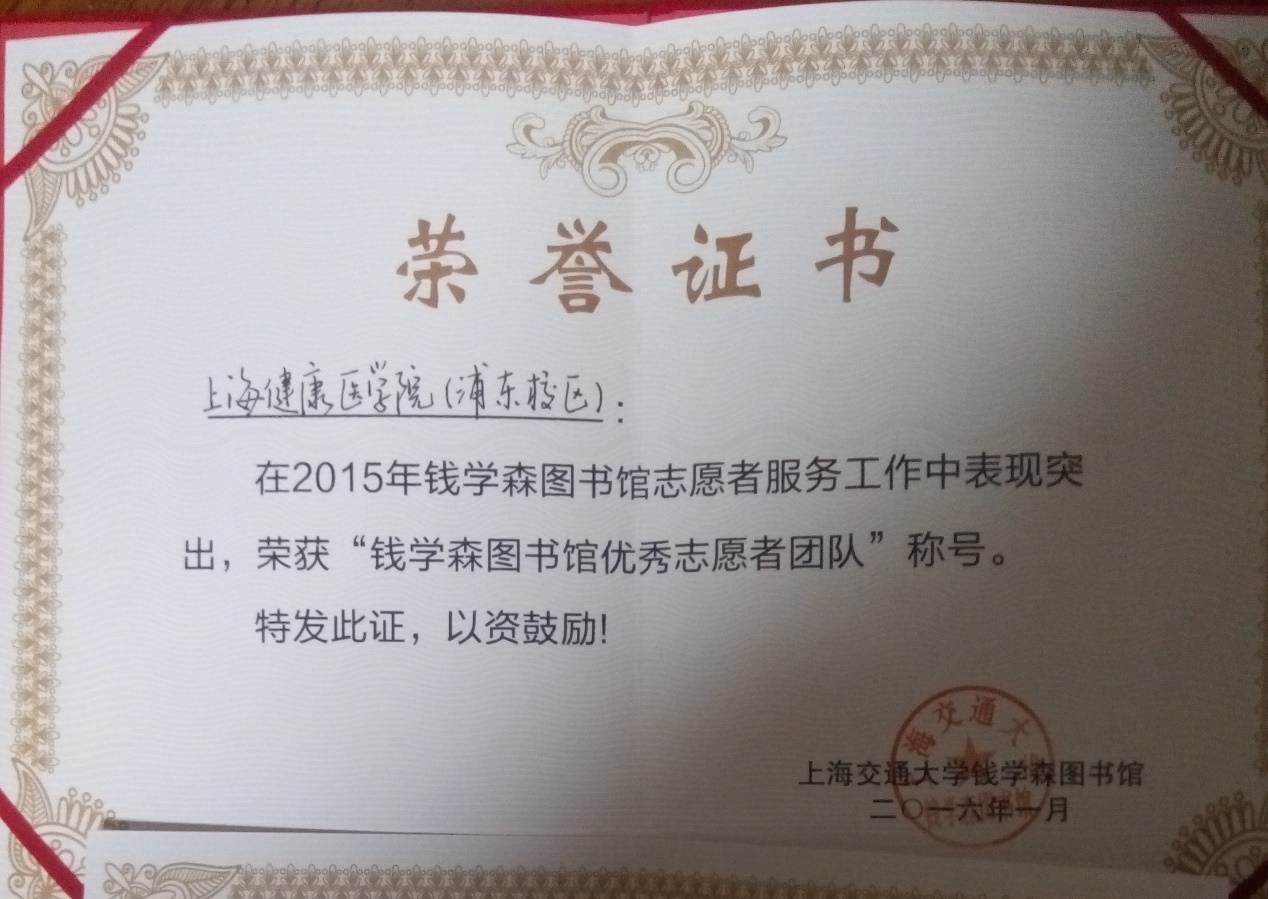 荣誉证书
上海健康医学院(浦东校区):
在2015年钱学森图书馆志愿者服务工作中表现突
出，荣获“钱学森图书馆优秀志愿者团队”称号。
特发此证，以资鼓励!
海交通大
上海交通大学钱学森图书馆
二〇一六年一月